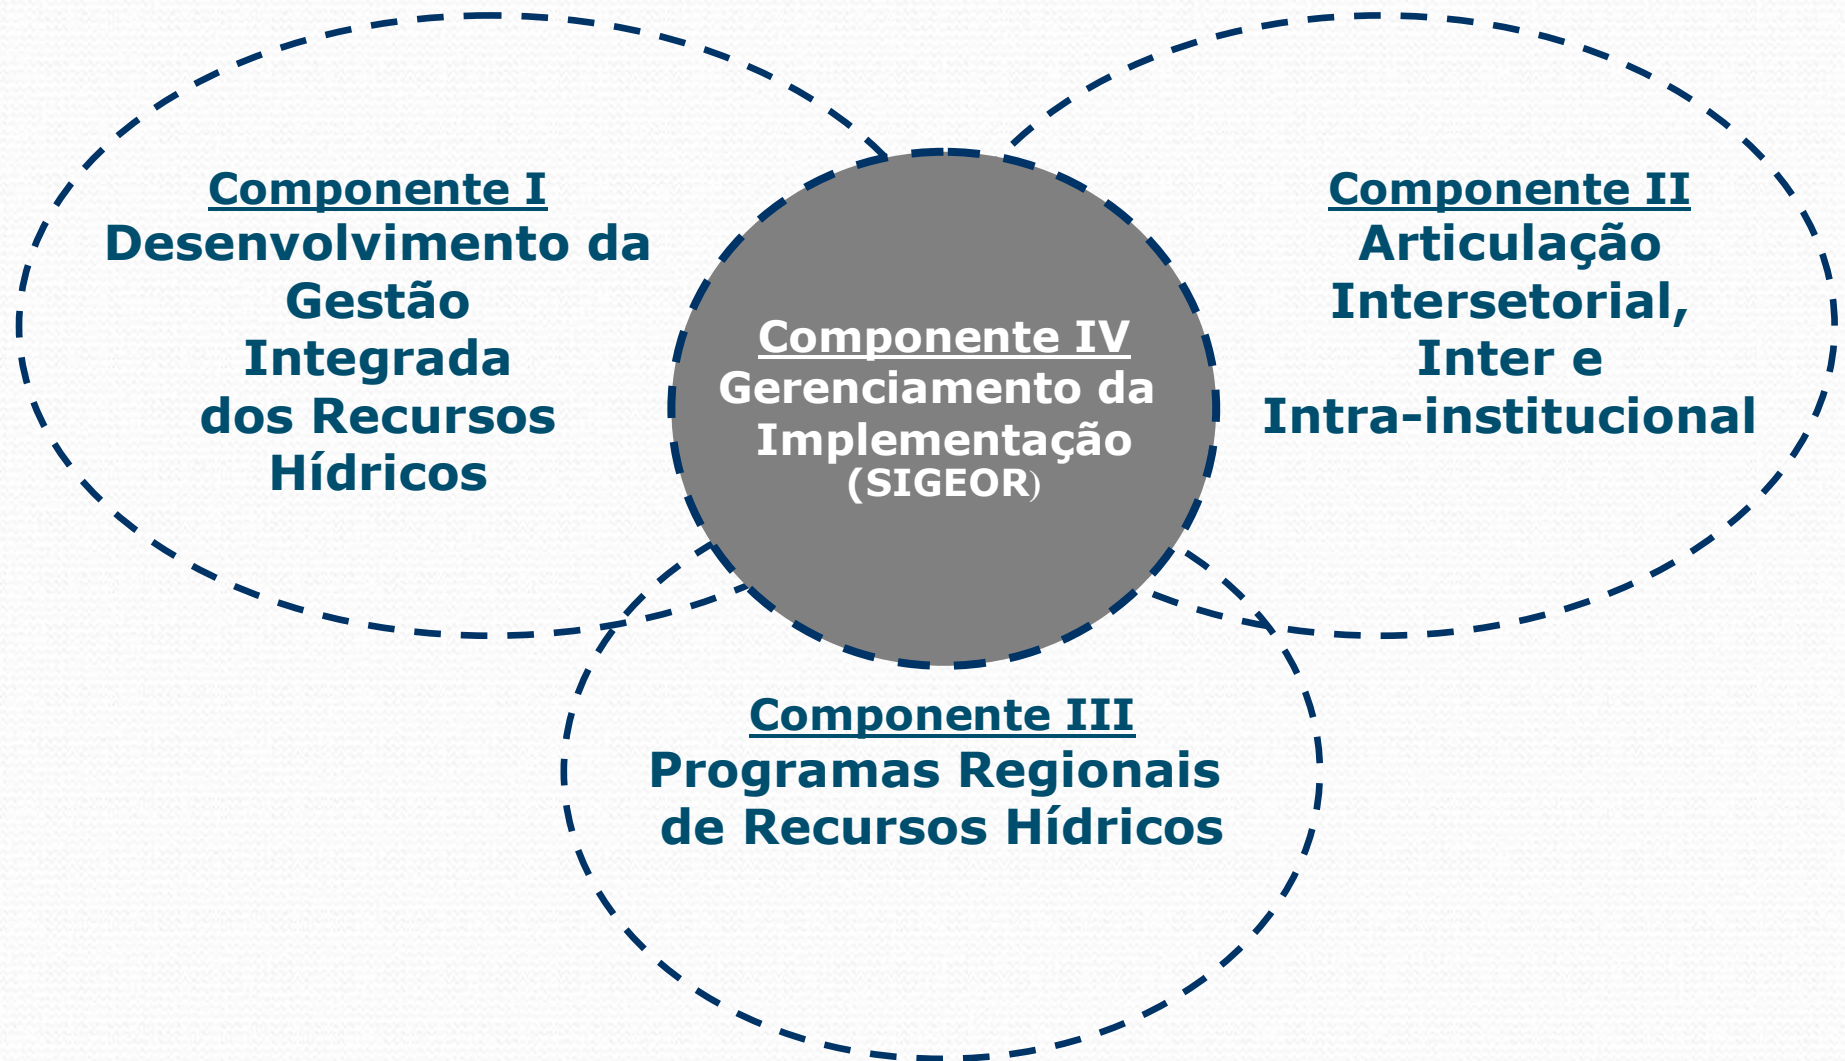 Componente I
Desenvolvimento da
Gestão
Integrada
dos Recursos
Hídricos
Componente II
Articulação
Intersetorial,
Inter e
Intra-institucional
Componente IV
Gerenciamento da
Implementação
(SIGEOR)
Componente III
Programas Regionais
de Recursos Hídricos